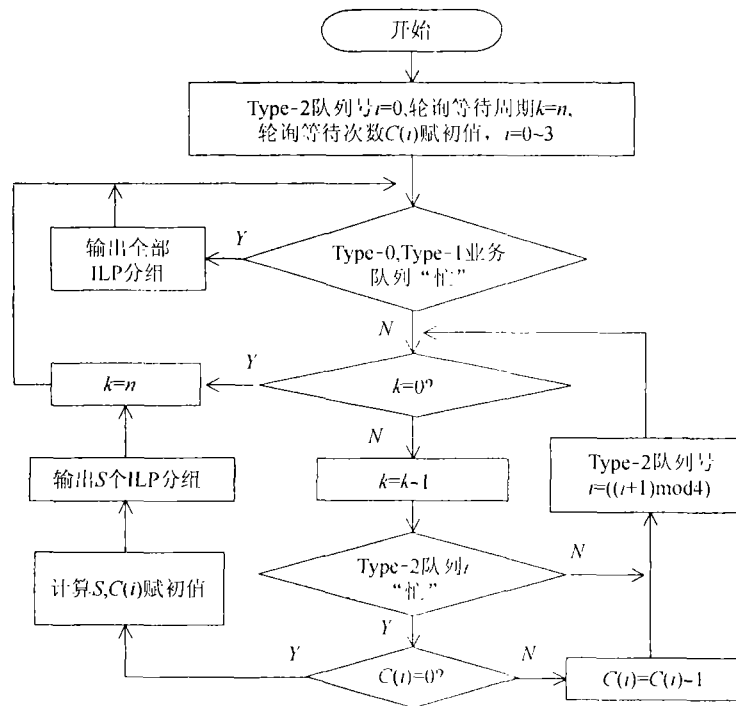 开始
Type-2队列号i=0,轮询等待周期k=n,
轮询等待次数C(i)赋初值，i=0~3
输出全部
ILP分组
Y
Type-0,Type-1业务
队列“忙”
N
k=n
Y
k=0?
N
输出S个ILP分组
k=k-1
Type-2队列号
i=((i+1)mod4)
计算S,C(i)赋初值
Type-2队列i
“忙”
N
Y
Y
C(i)=0?
N
C(i)=C(i)-1